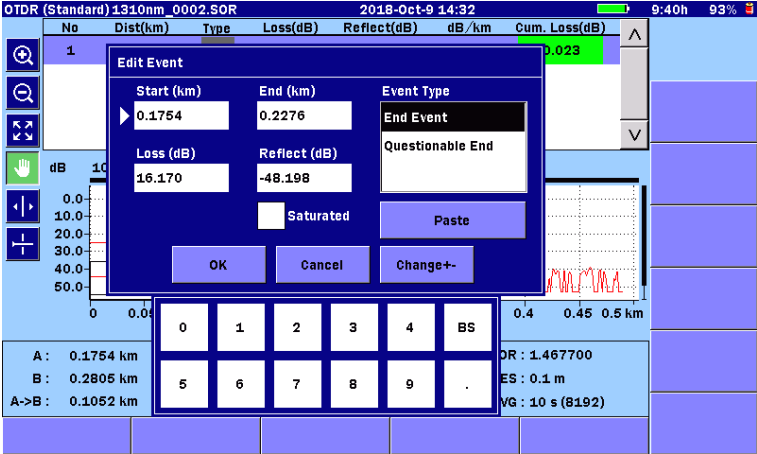 OTDR (Standard) 1310nm_0002.SOR 2018-Oct-9 14:32 9:40h 93%
No Dist(km) Type Loss(dB) Reflect(dB) dB/km Cum. Loss(dB)
1 0.023
Edit Event
Start (km) End (km) Event Type
0.1754 0.2276 End Event
Questionable End
Loss (dB) Reflect (dB)
16.170 -48.198
Saturated Paste
OK Cancel Change+-
dB 10
0.0
10.0
20.0
30.0
40.0
50.0
0 0.05 0.4 0.45 0.5 km
0 1 2 3 4 BS
5 6 7 8 9 .
A : 0.1754 km OR : 1.467700
B : 0.2805 km ES : 0.1 m
A->B : 0.1052 km VG : 10 s (8192)